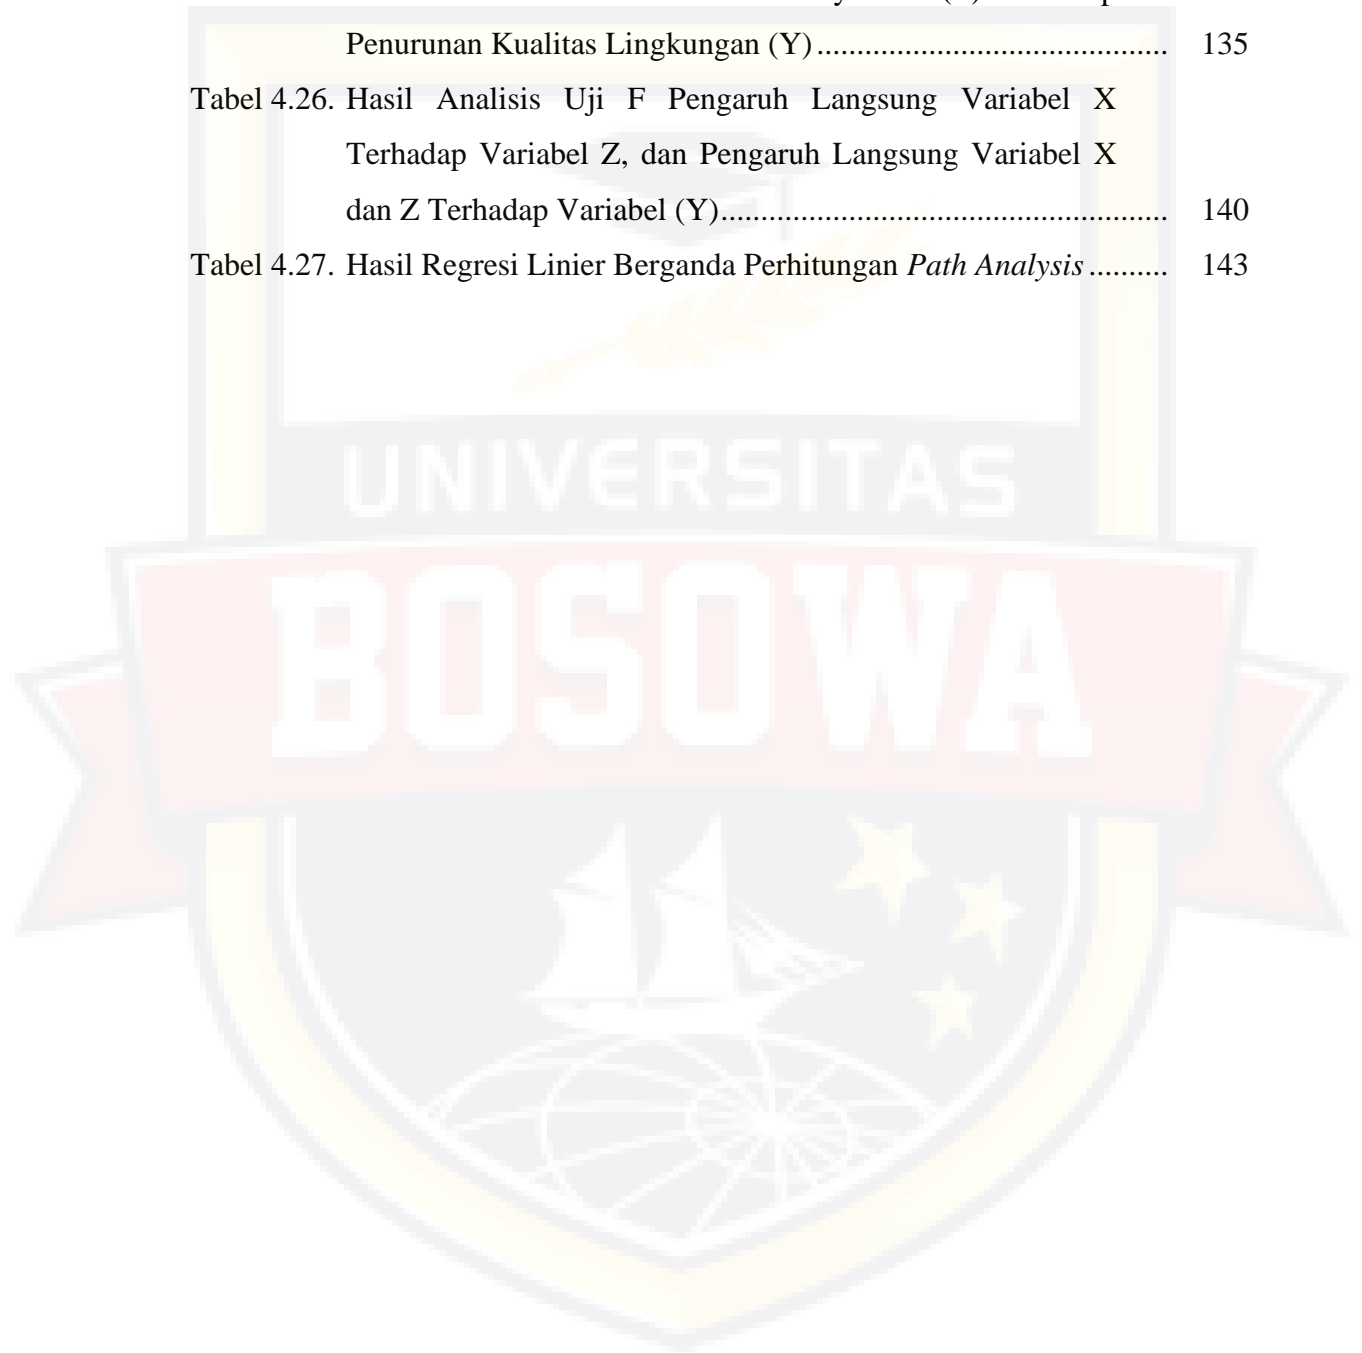 Penurunan Kualitas Lingkungan (Y)............................................ 135
Tabel 4.26. Hasil Analisis Uji F Pengaruh Langsung Variabel X
Terhadap Variabel Z, dan Pengaruh Langsung Variabel X
dan Z Terhadap Variabel (Y)........................................................ 140
Tabel 4.27. Hasil Regresi Linier Berganda Perhitungan Path Analysis.......... 143
UNIVERSITAS
BOSOWA